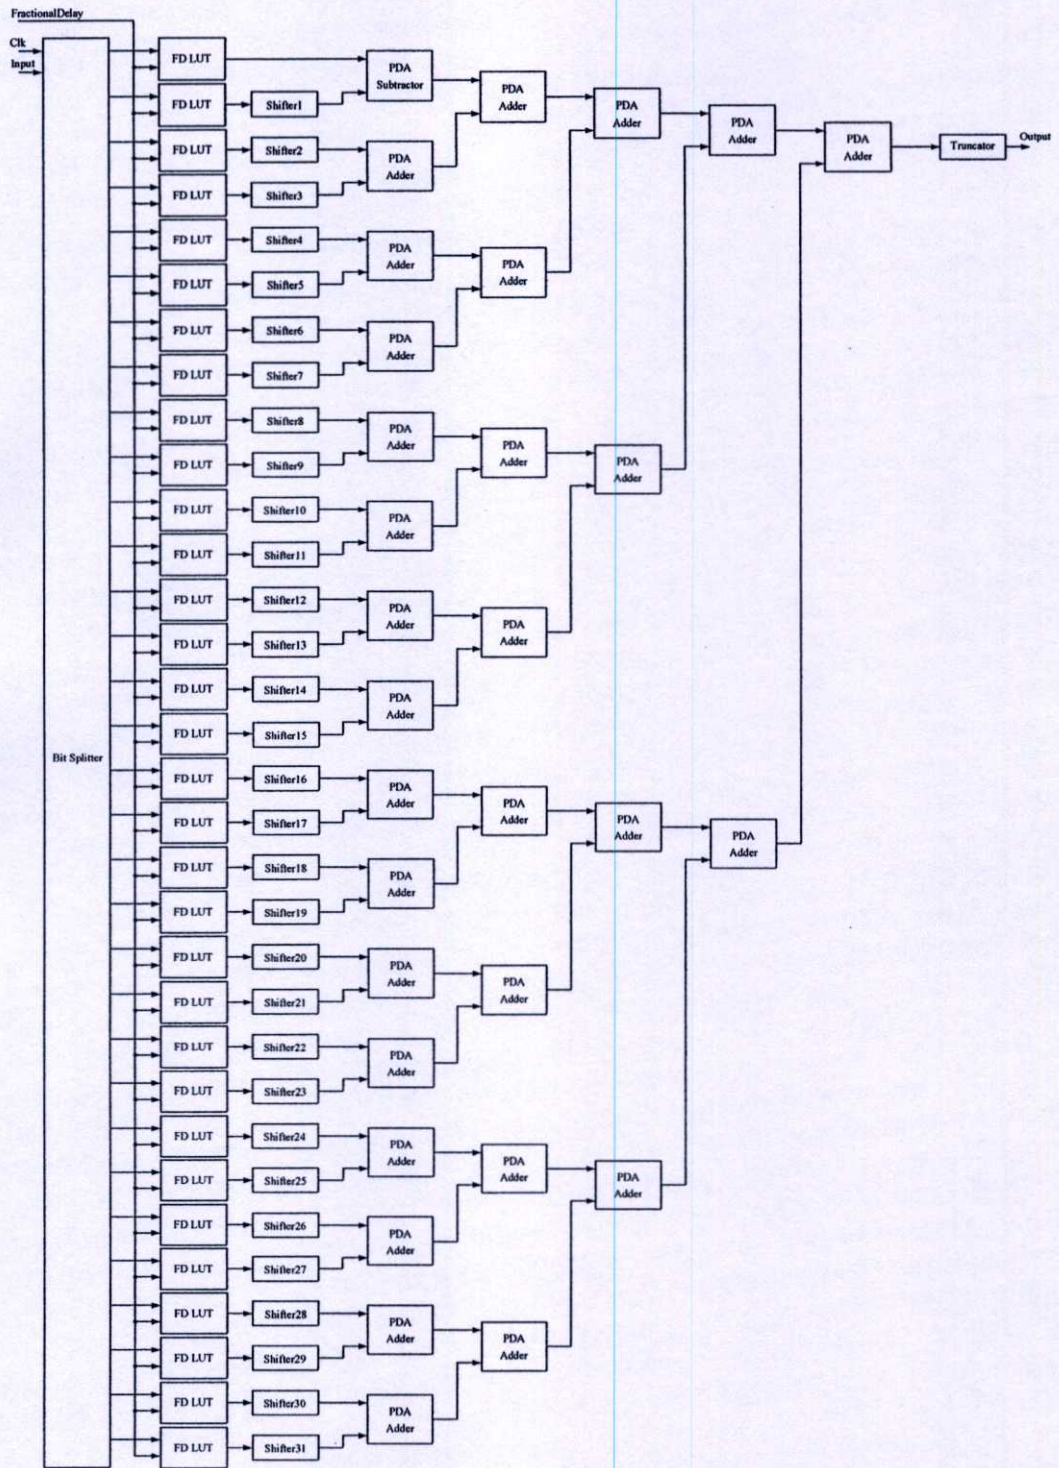 FractionalDelay
Clk
Input
Bit Splitter
FD LUT
PDA
Subtractor
FD LUT
Shifter1
PDA
Adder
PDA
Adder
PDA
Adder
PDA
Adder
Truncator
Output
FD LUT
Shifter2
PDA
Adder
FD LUT
Shifter3
FD LUT
Shifter4
PDA
Adder
PDA
Adder
FD LUT
Shifter5
FD LUT
Shifter6
PDA
Adder
FD LUT
Shifter7
FD LUT
Shifter8
PDA
Adder
PDA
Adder
PDA
Adder
FD LUT
Shifter9
FD LUT
Shifter10
PDA
Adder
FD LUT
Shifter11
FD LUT
Shifter12
PDA
Adder
PDA
Adder
FD LUT
Shifter13
FD LUT
Shifter14
PDA
Adder
FD LUT
Shifter15
FD LUT
Shifter16
PDA
Adder
PDA
Adder
PDA
Adder
PDA
Adder
FD LUT
Shifter17
FD LUT
Shifter18
PDA
Adder
FD LUT
Shifter19
FD LUT
Shifter20
PDA
Adder
PDA
Adder
FD LUT
Shifter21
FD LUT
Shifter22
PDA
Adder
FD LUT
Shifter23
FD LUT
Shifter24
PDA
Adder
PDA
Adder
PDA
Adder
FD LUT
Shifter25
FD LUT
Shifter26
PDA
Adder
FD LUT
Shifter27
FD LUT
Shifter28
PDA
Adder
PDA
Adder
FD LUT
Shifter29
FD LUT
Shifter30
PDA
Adder
FD LUT
Shifter31